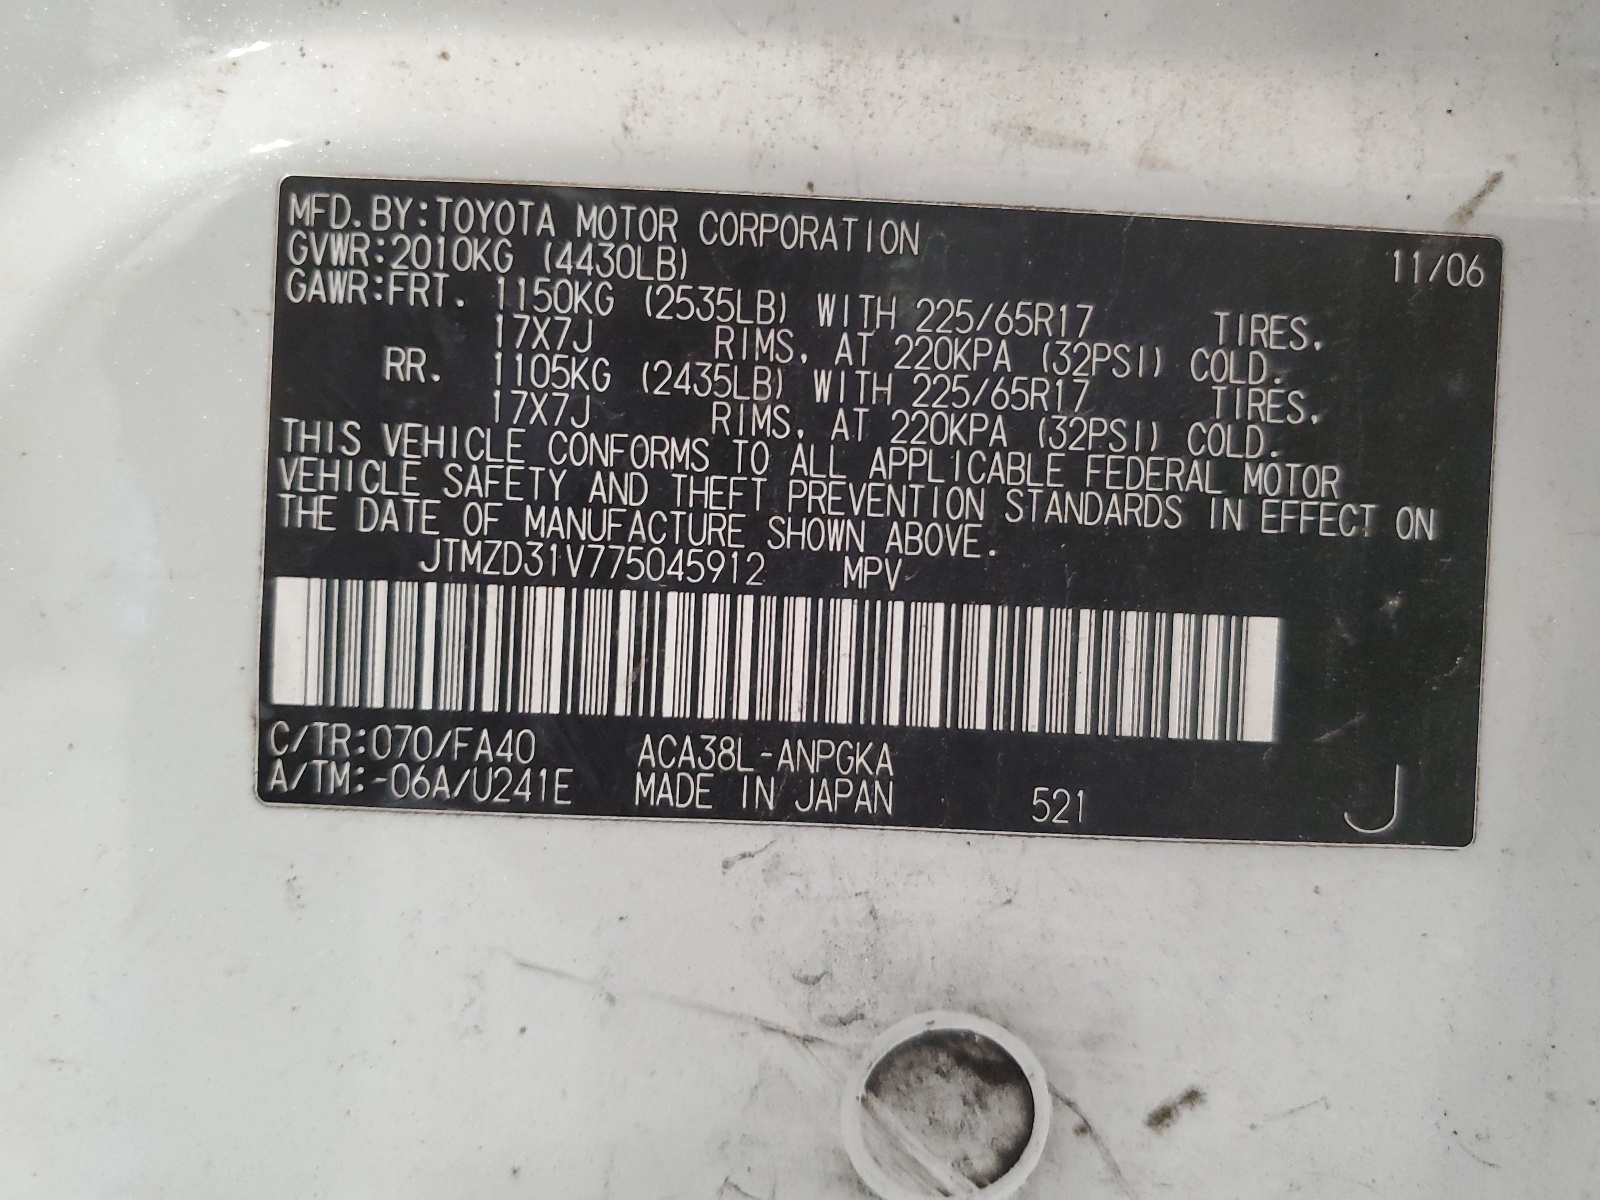 MFD.BY:TOYOTA MOTOR CORPORATION 11/06
GVWR:2010KG (4430LB)
GAWR:FRT. 1150KG (2535LB) WITH 225/65R17 TIRES,
17X7J RIMS, AT 220KPA (32PSI) COLD.
RR. 1105KG (2435LB) WITH 225/65R17 TIRES,
17X7J RIMS, AT 220KPA (32PSI) COLD.
THIS VEHICLE CONFORMS TO ALL APPLICABLE FEDERAL MOTOR
VEHICLE SAFETY AND THEFT PREVENTION STANDARDS IN EFFECT ON
THE DATE OF MANUFACTURE SHOWN ABOVE.
JTMZD31V775045912 MPV
C/TR:070/FA40 ACA38L-ANPGKA
A/TM:-06A/U241E MADE IN JAPAN 521 J